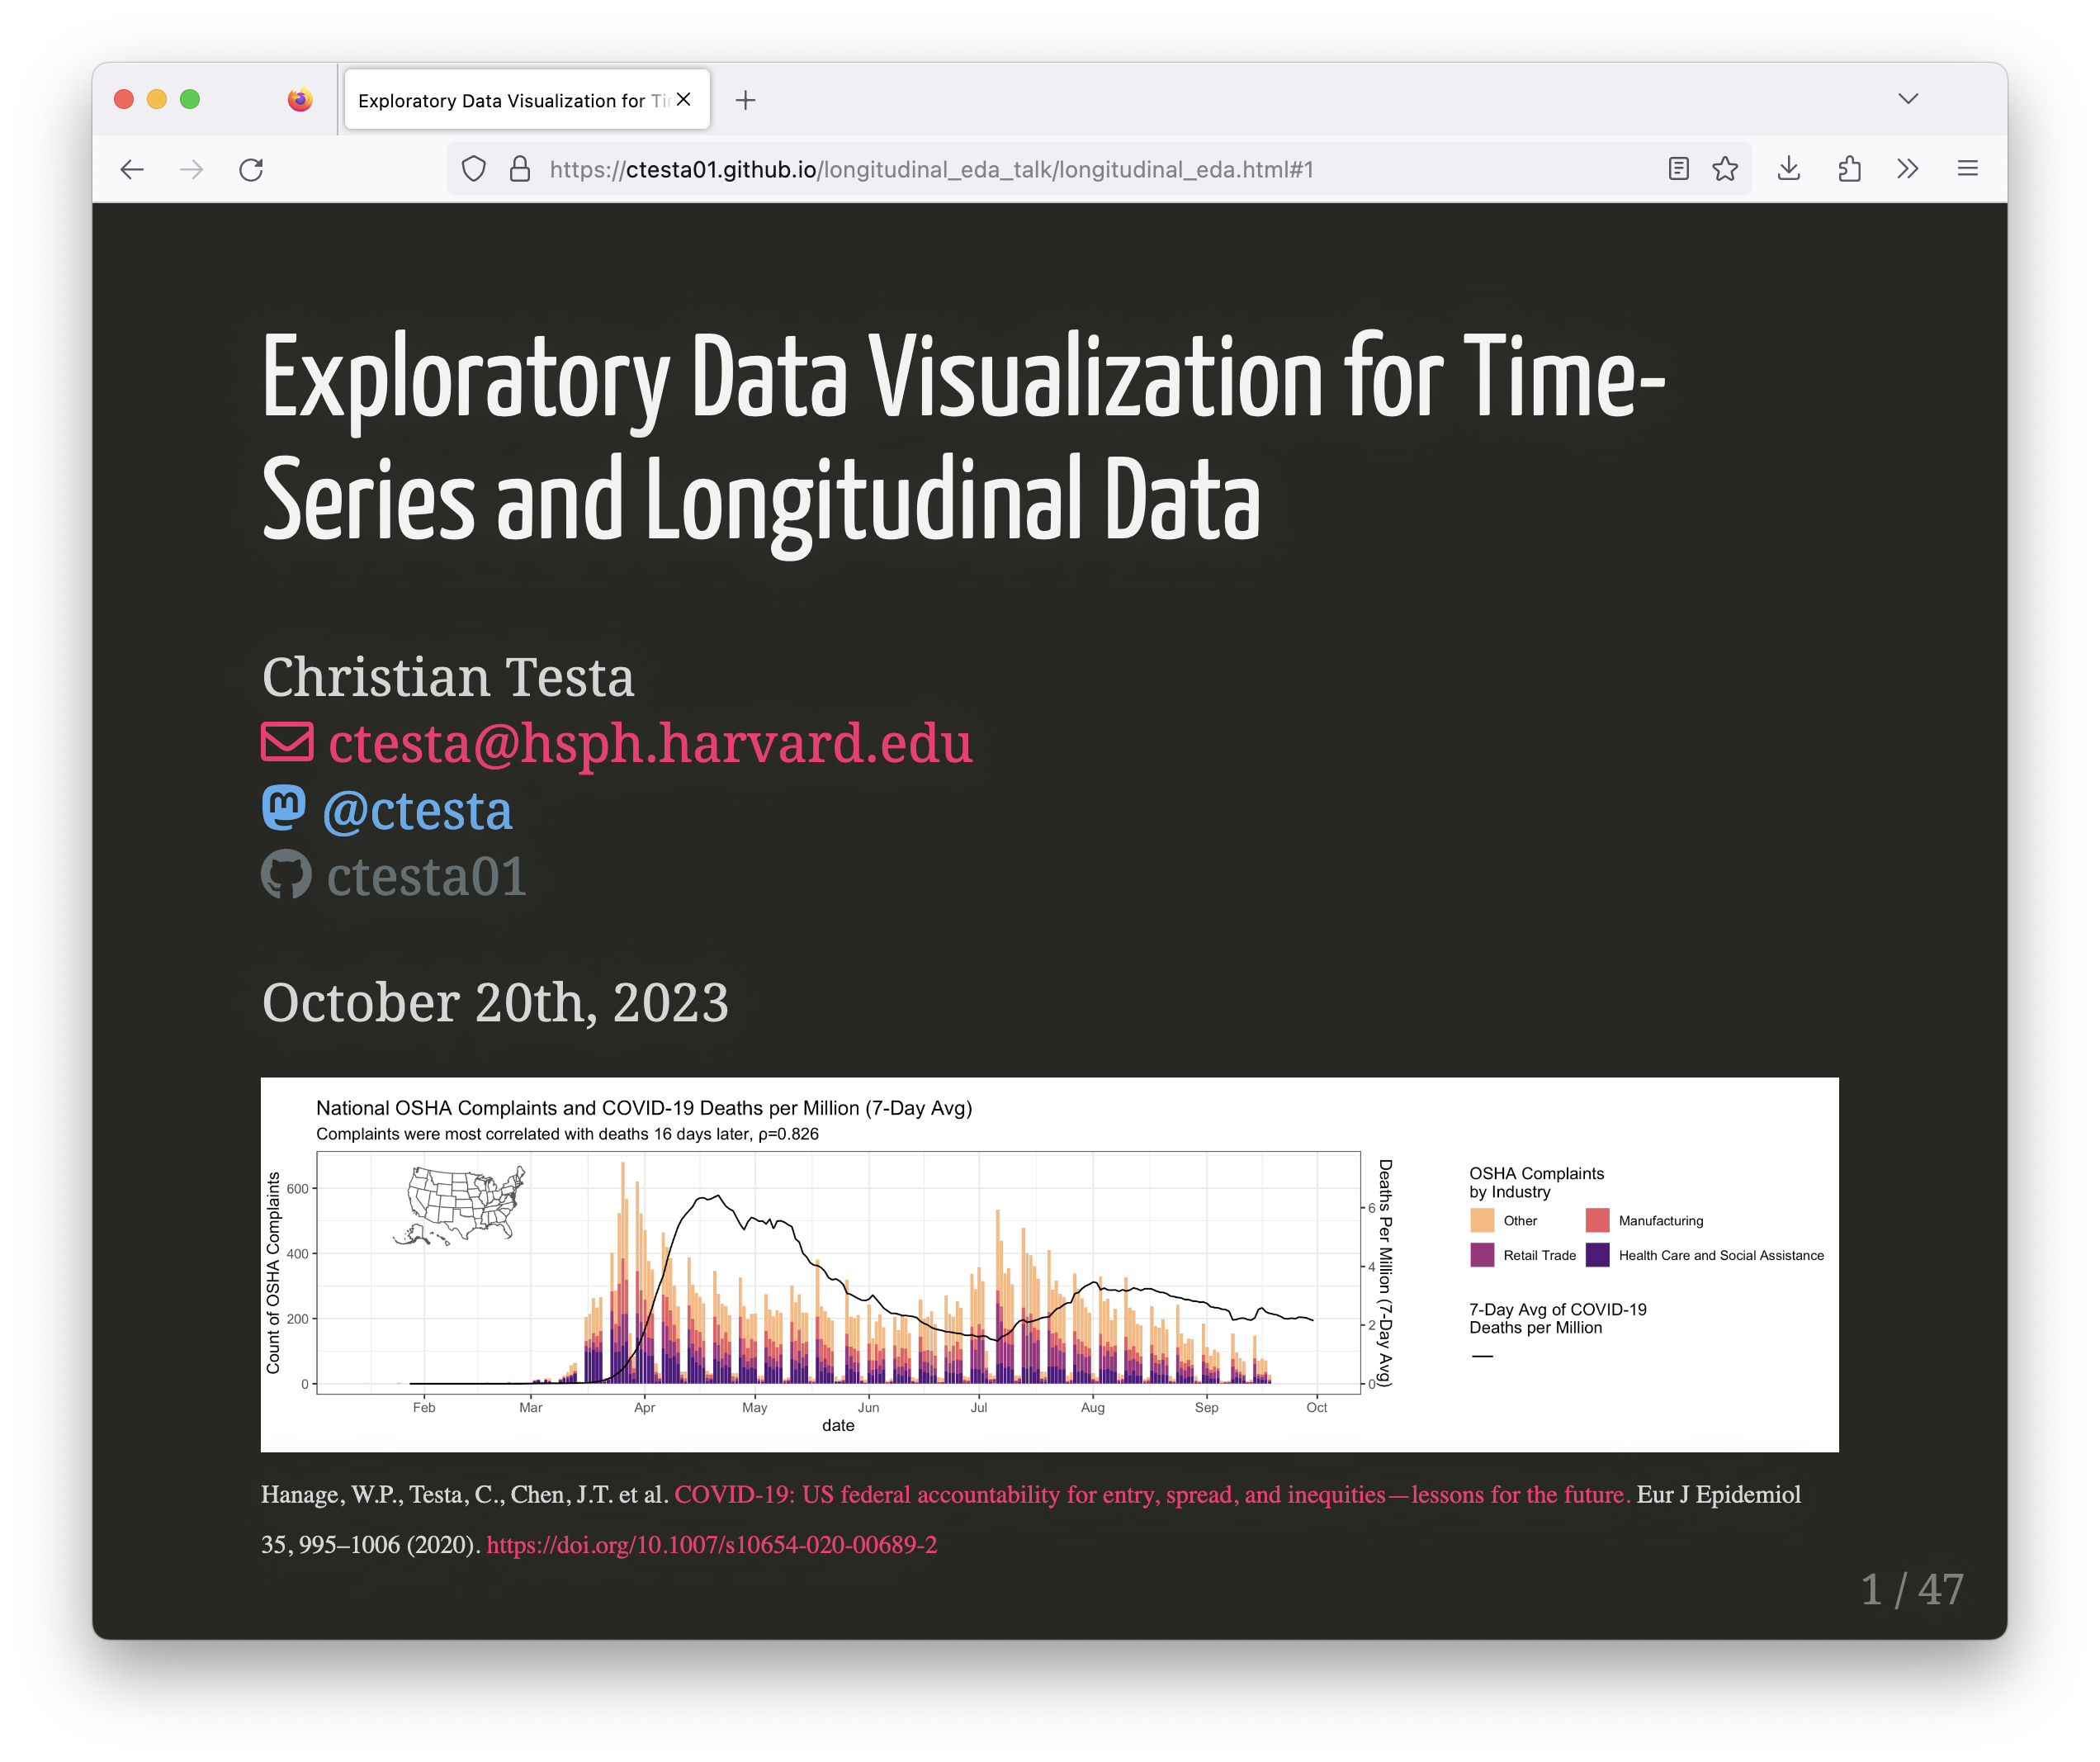 Exploratory Data Visualization for Ti
https://ctesta01.github.io/longitudinal_eda_talk/longitudinal_eda.html#1
Exploratory Data Visualization for Time-
Series and Longitudinal Data
Christian Testa
ctesta@hsph.harvard.edu
@ctesta
ctesta01
October 20th, 2023
National OSHA Complaints and COVID-19 Deaths per Million (7-Day Avg)
Complaints were most correlated with deaths 16 days later, ρ=0.826
Count of OSHA Complaints
600
400
200
0
Feb Mar Apr May Jun Jul Aug Sep Oct
date
6
4
2
0
Deaths Per Million (7-Day Avg)
OSHA Complaints
by Industry
Other Manufacturing
Retail Trade Health Care and Social Assistance
7-Day Avg of COVID-19
Deaths per Million
Hanage, W.P., Testa, C., Chen, J.T. et al. COVID-19: US federal accountability for entry, spread, and inequities—lessons for the future. Eur J Epidemiol
35, 995–1006 (2020). https://doi.org/10.1007/s10654-020-00689-2
1 / 47